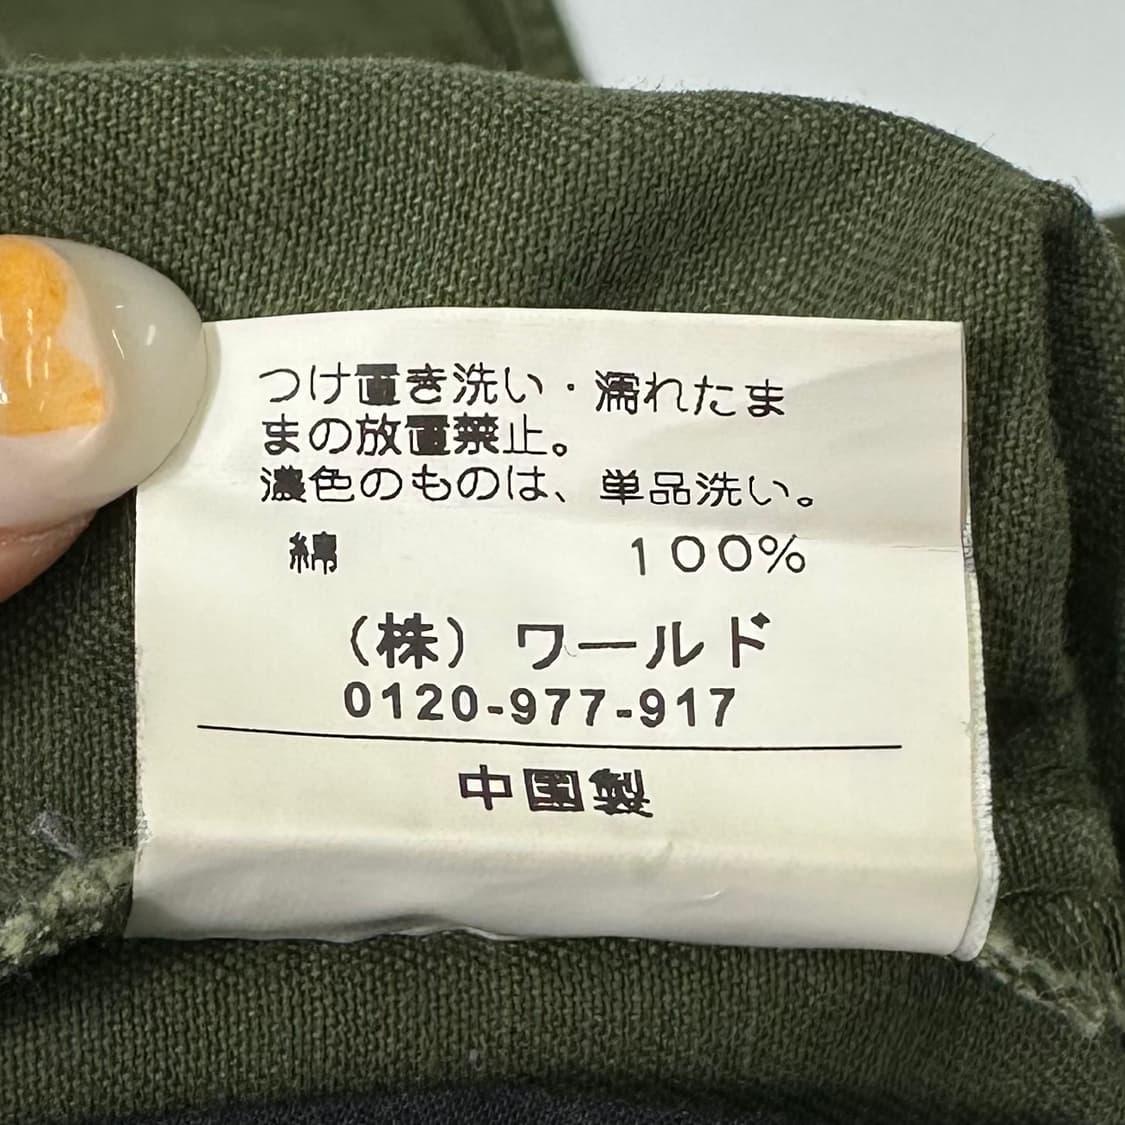 つけ置き洗い・濡れたま
まの放置禁止。
濃色のものは、単品洗い。
綿 100%
(株)ワールド
0120-977-917
中国製